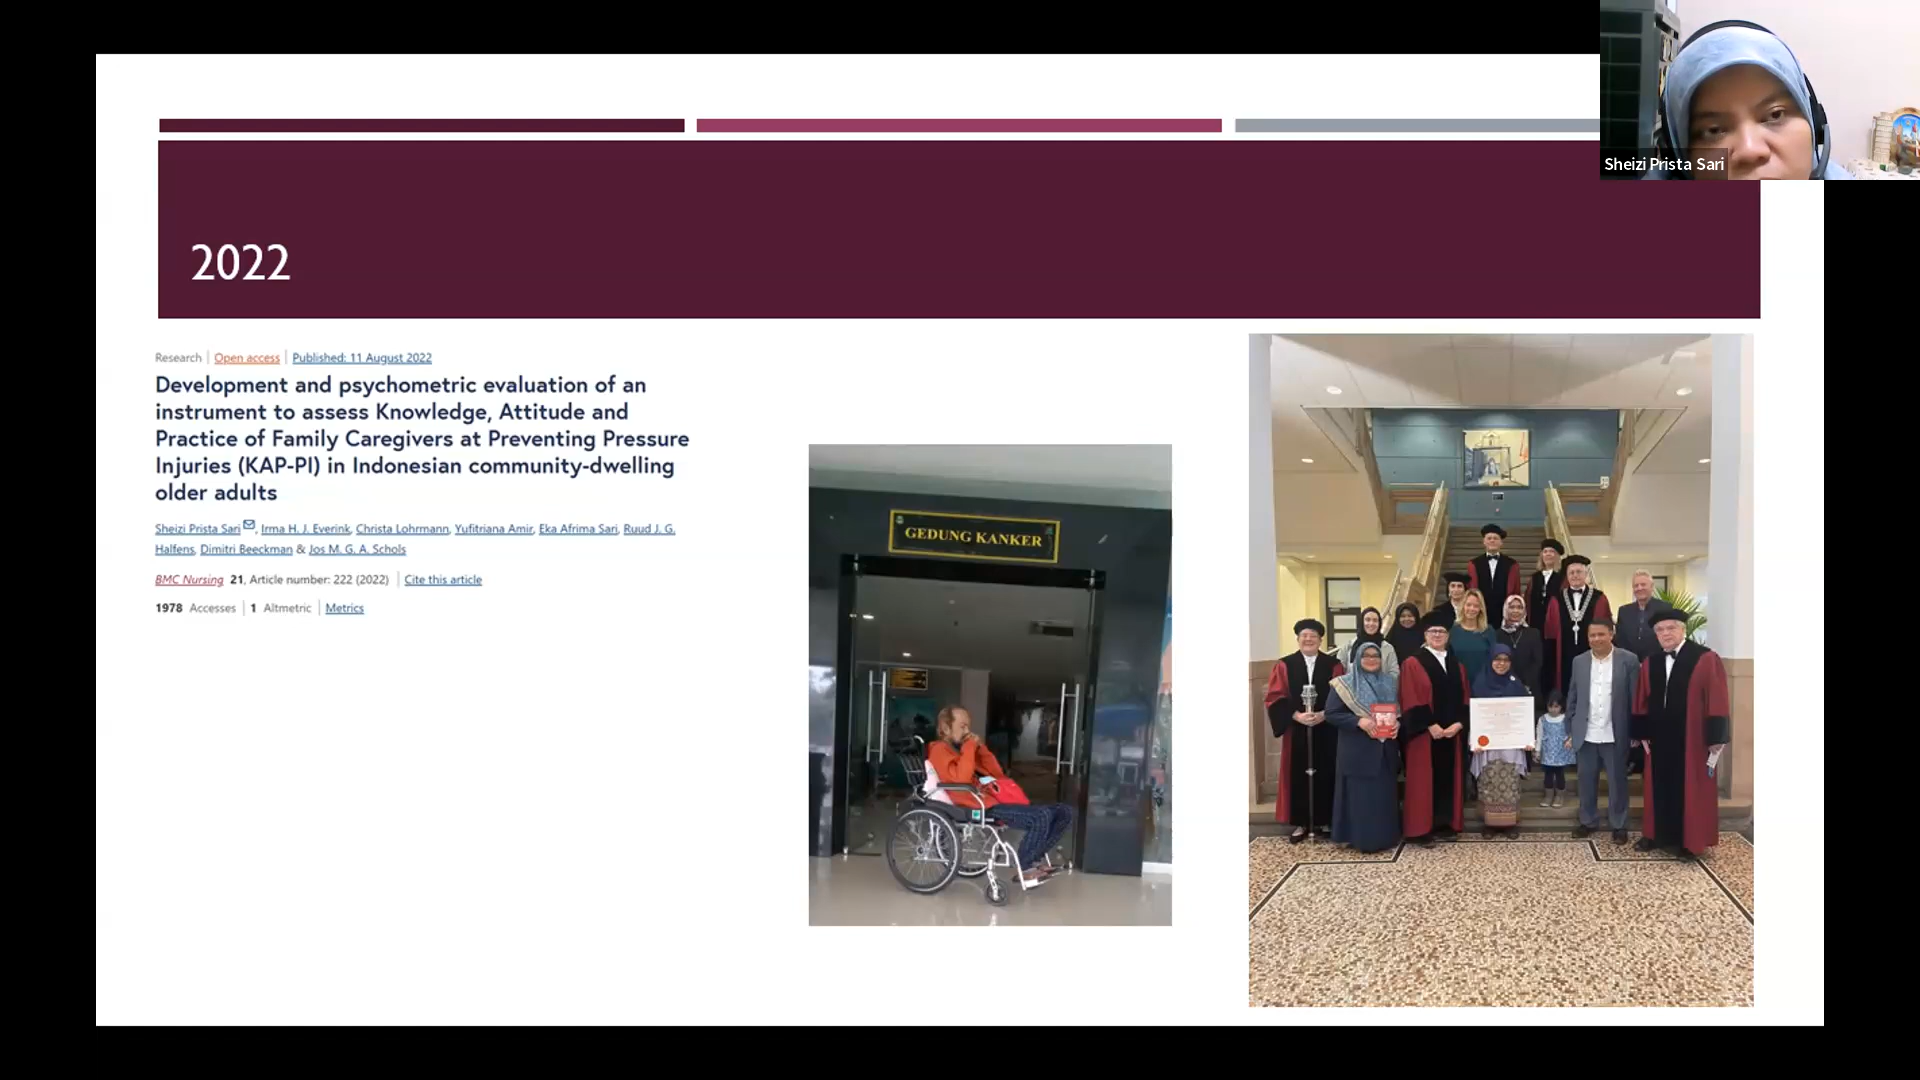 Sheizi Prista Sari
2022
Research | Open access | Published: 11 August 2022
Development and psychometric evaluation of an
instrument to assess Knowledge, Attitude and
Practice of Family Caregivers at Preventing Pressure
Injuries (KAP-PI) in Indonesian community-dwelling
older adults
Sheizi Prista Sari, Irma H. J. Everink, Christa Lohrmann, Yufitriana Amir, Eka Afrima Sari, Ruud J. G.
Halfens, Dimitri Beeckman & Jos M. G. A. Schols
BMC Nursing 21, Article number: 222 (2022) | Cite this article
1978 Accesses | 1 Altmetric | Metrics
GEDUNG KANKER